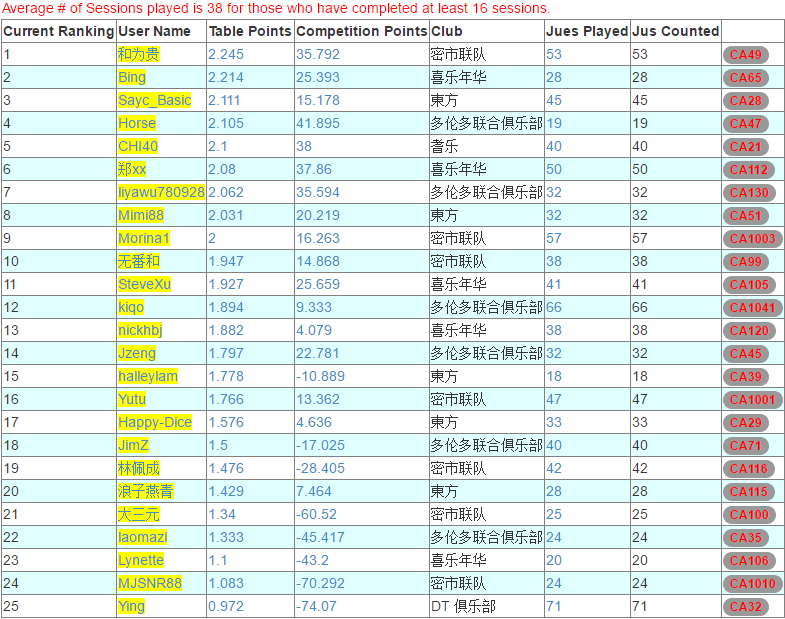 Average # of Sessions played is 38 for those who have completed at least 16 sessions.
Current Ranking User Name Table Points Competition Points Club Jues Played Jus Counted
1 和为贵 2.245 35.792 密市联队 53 53 CA49
2 Bing 2.214 25.393 喜乐年华 28 28 CA65
3 Sayc_Basic 2.111 15.178 東方 45 45 CA28
4 Horse 2.105 41.895 多伦多联合俱乐部 19 19 CA47
5 CHI40 2.1 38 耆乐 40 40 CA21
6 郑xx 2.08 37.86 喜乐年华 50 50 CA112
7 liyawu780928 2.062 35.594 多伦多联合俱乐部 32 32 CA130
8 Mimi88 2.031 20.219 東方 32 32 CA51
9 Morina1 2 16.263 密市联队 57 57 CA1003
10 无番和 1.947 14.868 密市联队 38 38 CA99
11 SteveXu 1.927 25.659 喜乐年华 41 41 CA105
12 kiqo 1.894 9.333 多伦多联合俱乐部 66 66 CA1041
13 nickhbj 1.882 4.079 喜乐年华 38 38 CA120
14 Jzeng 1.797 22.781 多伦多联合俱乐部 32 32 CA45
15 halleylam 1.778 -10.889 東方 18 18 CA39
16 Yutu 1.766 13.362 密市联队 47 47 CA1001
17 Happy-Dice 1.576 4.636 東方 33 33 CA29
18 JimZ 1.5 -17.025 多伦多联合俱乐部 40 40 CA71
19 林佩成 1.476 -28.405 密市联队 42 42 CA116
20 浪子燕青 1.429 7.464 東方 28 28 CA115
21 大三元 1.34 -60.52 密市联队 25 25 CA100
22 laomazi 1.333 -45.417 多伦多联合俱乐部 24 24 CA35
23 Lynette 1.1 -43.2 喜乐年华 20 20 CA106
24 MJSNR88 1.083 -70.292 密市联队 24 24 CA1010
25 Ying 0.972 -74.07 DT 俱乐部 71 71 CA32